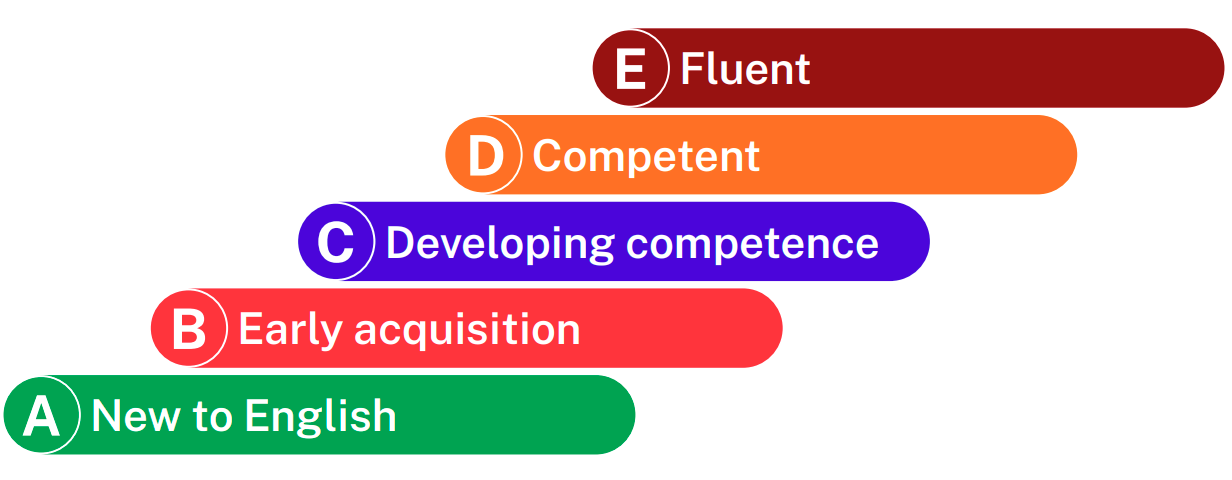 E Fluent
D Competent
C Developing competence
B Early acquisition
A New to English